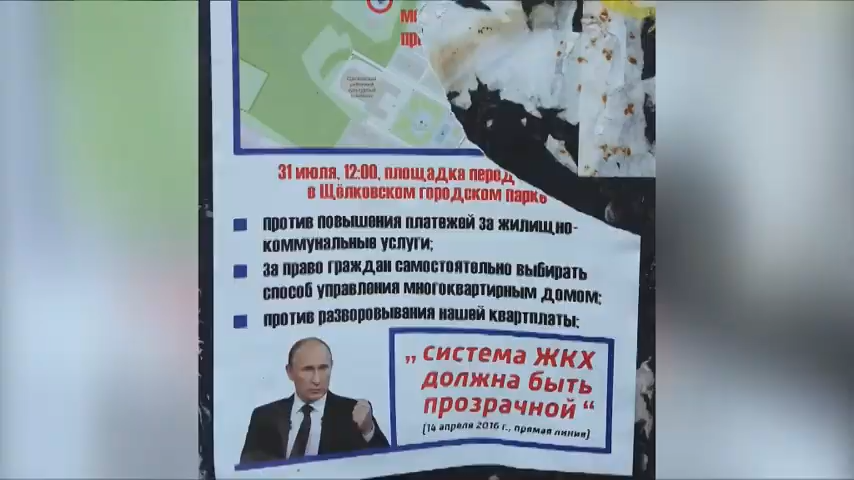 31 июля, 12:00, площадка перед
в Щёлковском городском парке
против повышения платежей за жилищно-
коммунальные услуги;
за право граждан самостоятельно выбирать
способ управления многоквартирным домом;
против разворовывания нашей квартплаты;
„ система ЖКХ
должна быть
прозрачной “
(14 апреля 2016 г., прямая линия)